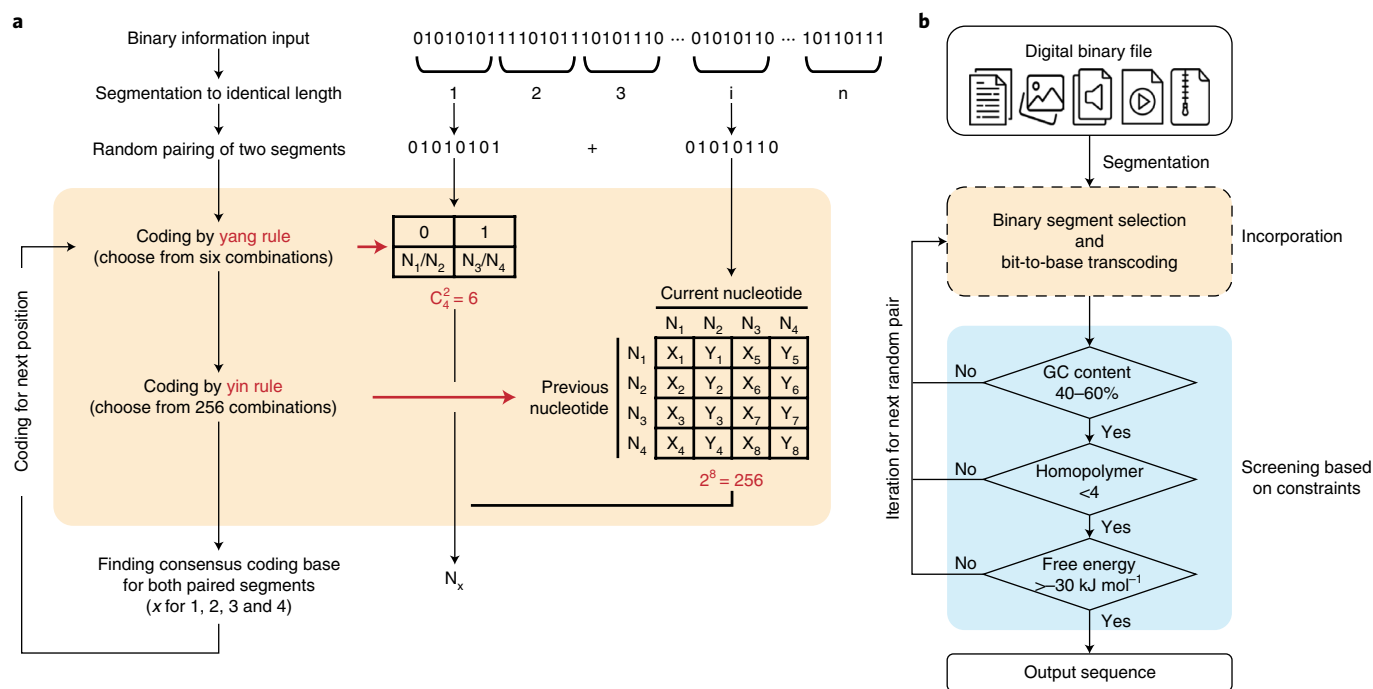 a
Binary information input
010101011110101110101110 ··· 01010110 ··· 10110111
Segmentation to identical length
1 2 3 i n
Random pairing of two segments
01010101 + 01010110
Coding by yang rule
(choose from six combinations)
0 1
N₁/N₂ N₃/N₄
C₄² = 6
Coding for next position
Coding by yin rule
(choose from 256 combinations)
Current nucleotide
N₁ N₂ N₃ N₄
Previous
nucleotide
N₁ X₁ Y₁ X₅ Y₅
N₂ X₂ Y₂ X₆ Y₆
N₃ X₃ Y₃ X₇ Y₇
N₄ X₄ Y₄ X₈ Y₈
2⁸ = 256
Finding consensus coding base
for both paired segments
(x for 1, 2, 3 and 4)
Nₓ
b
Digital binary file
Segmentation
Binary segment selection
and
bit-to-base transcoding
Incorporation
Iteration for next random pair
GC content
40–60%
No
Yes
Homopolymer
<4
No
Yes
Screening based
on constraints
Free energy
>–30 kJ mol⁻¹
No
Yes
Output sequence